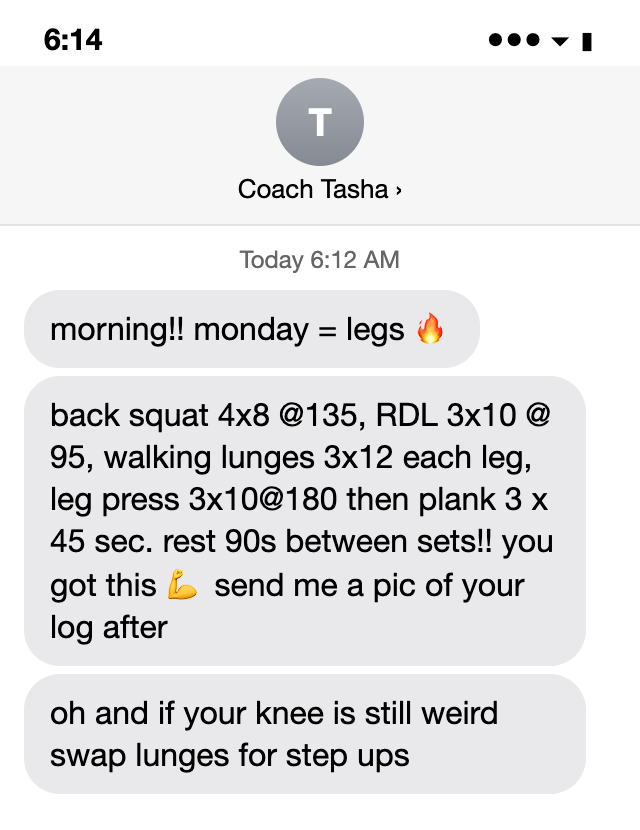 6:14
T
Coach Tasha ›
Today 6:12 AM
morning!! monday = legs 🔥
back squat 4x8 @135, RDL 3x10 @
95, walking lunges 3x12 each leg,
leg press 3x10@180 then plank 3 x
45 sec. rest 90s between sets!! you
got this 💪 send me a pic of your
log after
oh and if your knee is still weird
swap lunges for step ups